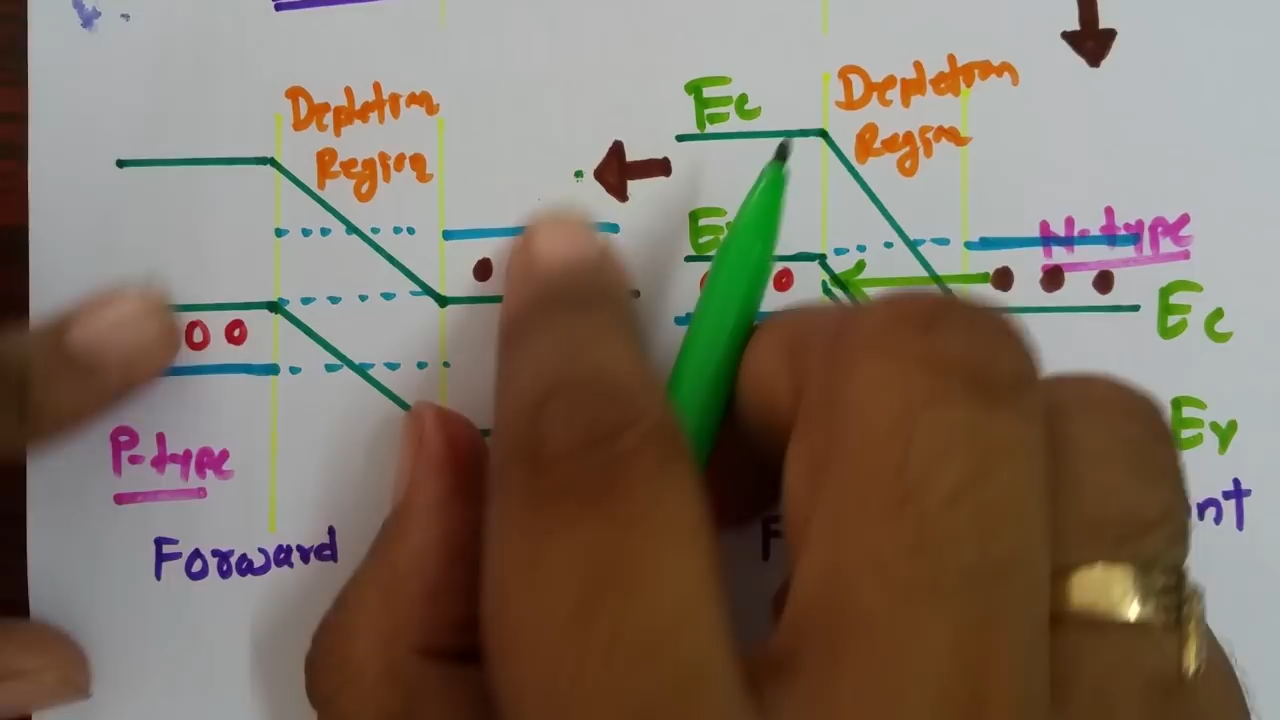 Depletion
Region
Ec
Depletion
Region
N-type
Ec
P-type
Ev
Forward